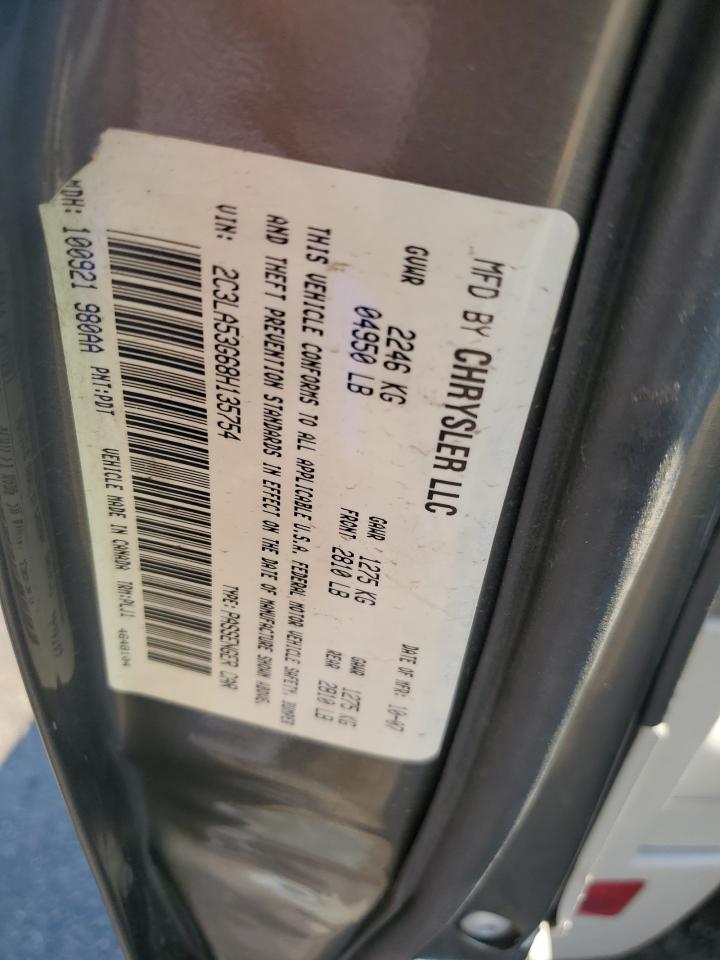 MFD BY CHRYSLER LLC
DATE OF MFR: 10-07
GVWR 2246 KG
04950 LB
GAWR 1275 KG
FRONT 2810 LB
GAWR 1275 KG
REAR 2810 LB
THIS VEHICLE CONFORMS TO ALL APPLICABLE U.S.A. FEDERAL MOTOR VEHICLE SAFETY, BUMPER
AND THEFT PREVENTION STANDARDS IN EFFECT ON THE DATE OF MANUFACTURE SHOWN ABOVE.
VIN: 2C3LA53G68H135754
TYPE: PASSENGER CAR
MDH: 100921 980AA PNT:PDT VEHICLE MADE IN CANADA TRM:PLJ1 4648104